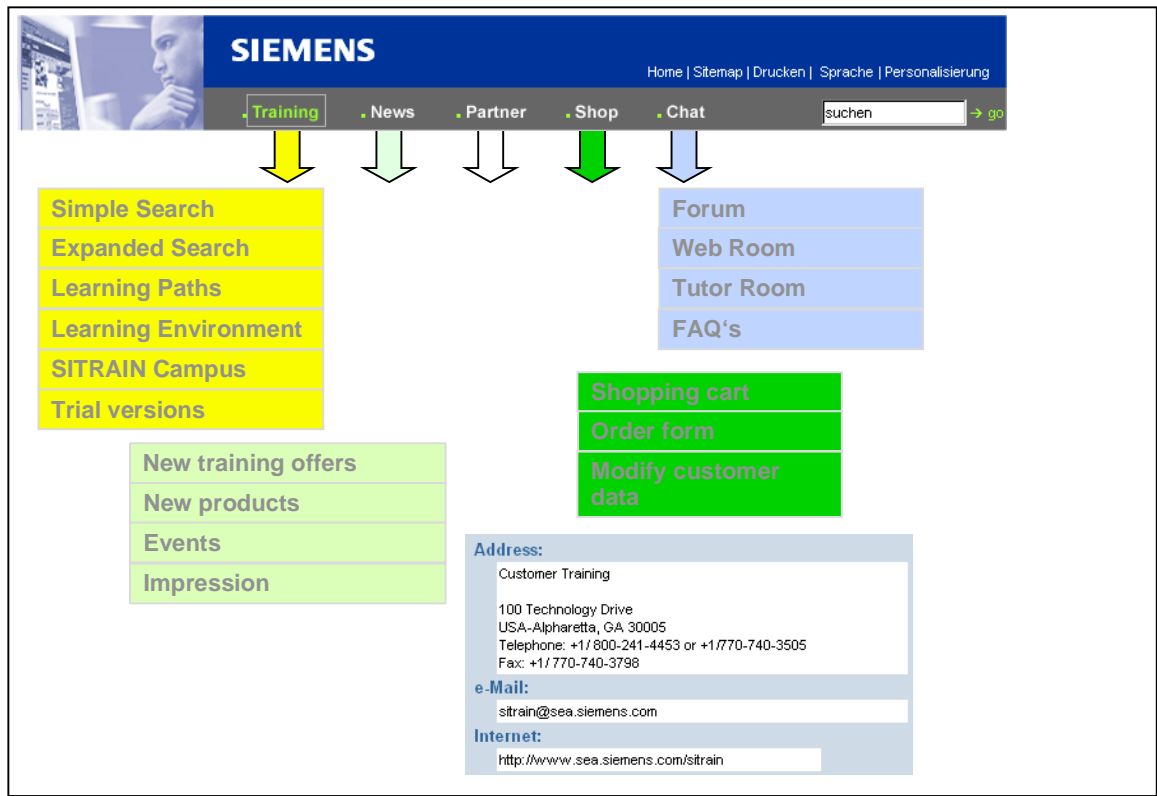 SIEMENS
Home | Sitemap | Drucken | Sprache | Personalisierung
Training News Partner Shop Chat suchen → go
Simple Search
Expanded Search
Learning Paths
Learning Environment
SITRAIN Campus
Trial versions
New training offers
New products
Events
Impression
Forum
Web Room
Tutor Room
FAQ‘s
Shopping cart
Order form
Modify customer
data
Address:
Customer Training
100 Technology Drive
USA-Alpharetta, GA 30005
Telephone: +1/ 800-241-4453 or +1/770-740-3505
Fax: +1/ 770-740-3798
e-Mail:
sitrain@sea.siemens.com
Internet:
http://www.sea.siemens.com/sitrain